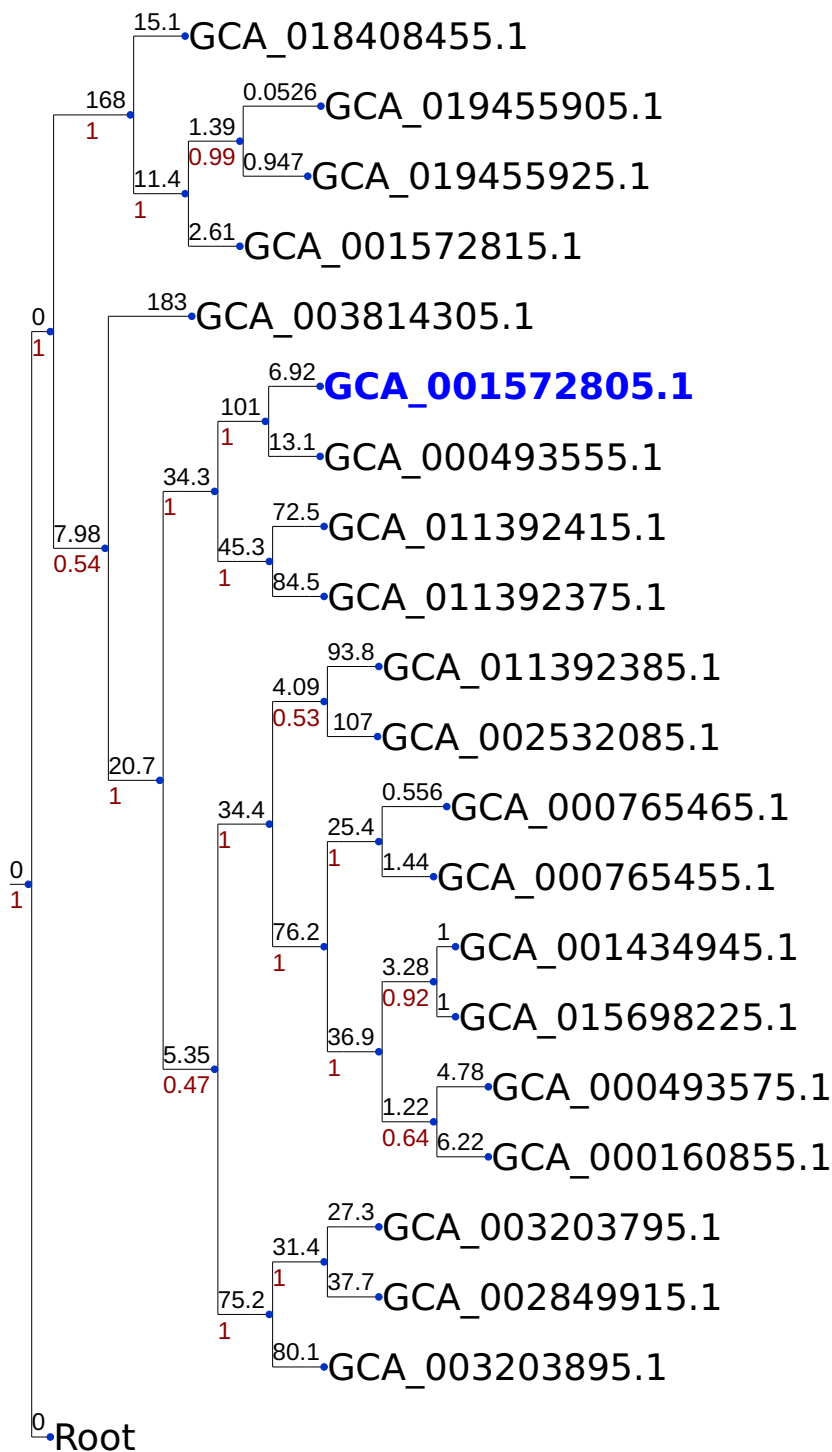 15.1 GCA_018408455.1
168
1
0.0526 GCA_019455905.1
1.39
0.99
0.947 GCA_019455925.1
11.4
1
2.61 GCA_001572815.1
183 GCA_003814305.1
0
1
6.92 GCA_001572805.1
101
1
13.1 GCA_000493555.1
34.3
1
72.5 GCA_011392415.1
7.98
0.54
45.3
1
84.5 GCA_011392375.1
93.8 GCA_011392385.1
4.09
0.53
107 GCA_002532085.1
20.7
1
0.556 GCA_000765465.1
34.4
1
25.4
1
1.44 GCA_000765455.1
0
1
76.2
1
1 GCA_001434945.1
3.28
0.92
1 GCA_015698225.1
36.9
1
5.35
0.47
4.78 GCA_000493575.1
1.22
0.64
6.22 GCA_000160855.1
27.3 GCA_003203795.1
31.4
1
37.7 GCA_002849915.1
75.2
1
80.1 GCA_003203895.1
0 Root